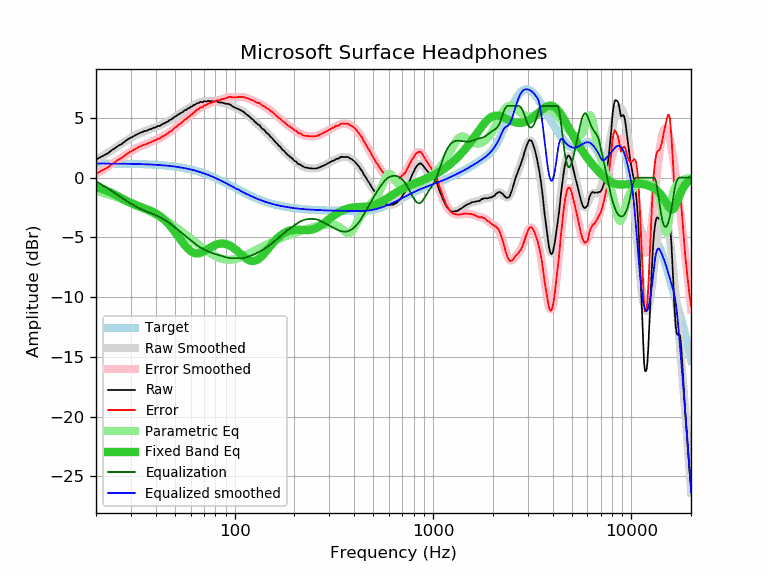 Microsoft Surface Headphones
Amplitude (dBr)
5
0
−5
−10
−15
−20
−25
Target
Raw Smoothed
Error Smoothed
Raw
Error
Parametric Eq
Fixed Band Eq
Equalization
Equalized smoothed
100 1000 10000
Frequency (Hz)